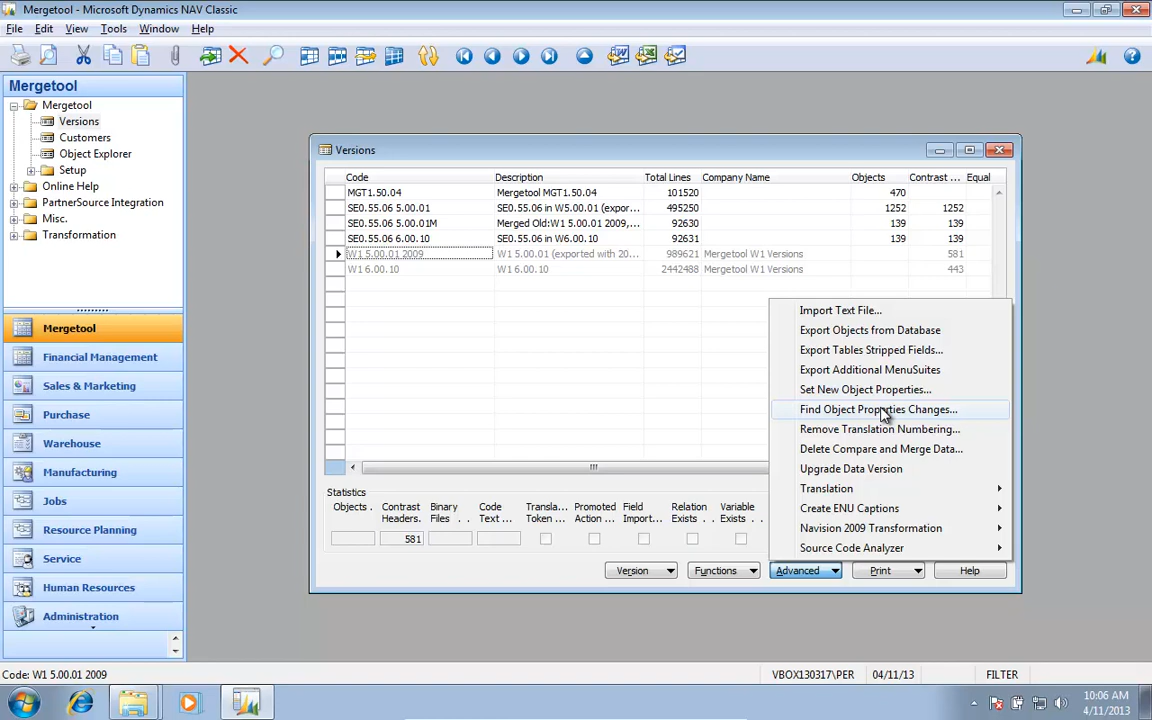 Mergetool - Microsoft Dynamics NAV Classic
File Edit View Tools Window Help
Mergetool
Mergetool
Versions
Customers
Object Explorer
Setup
Online Help
PartnerSource Integration
Misc.
Transformation
Mergetool
Financial Management
Sales & Marketing
Purchase
Warehouse
Manufacturing
Jobs
Resource Planning
Service
Human Resources
Administration
Versions
Code Description Total Lines Company Name Objects Contrast ... Equal
MGT1.50.04 Mergetool MGT1.50.04 101520 470
SE0.55.06 5.00.01 SE0.55.06 in W5.00.01 (expor... 495250 1252 1252
SE0.55.06 5.00.01M Merged Old:W1 5.00.01 2009,... 92630 139 139
SE0.55.06 6.00.10 SE0.55.06 in W6.00.10 92631 139 139
W1 5.00.01 2009 W1 5.00.01 (exported with 20... 989621 Mergetool W1 Versions 581
W1 6.00.10 W1 6.00.10 2442488 Mergetool W1 Versions 443
Import Text File...
Export Objects from Database
Export Tables Stripped Fields...
Export Additional MenuSuites
Set New Object Properties...
Find Object Properties Changes...
Remove Translation Numbering...
Delete Compare and Merge Data...
Upgrade Data Version
Translation
Create ENU Captions
Navision 2009 Transformation
Source Code Analyzer
Statistics
Objects . Contrast Binary Code Transla... Promoted Field Relation Variable
Headers. Files . . Text . . Token ... Action ... Import... Exists . . Exists . .
581
Version Functions Advanced Print Help
Code: W1 5.00.01 2009 VBOX130317\PER 04/11/13 FILTER
10:06 AM
4/11/2013